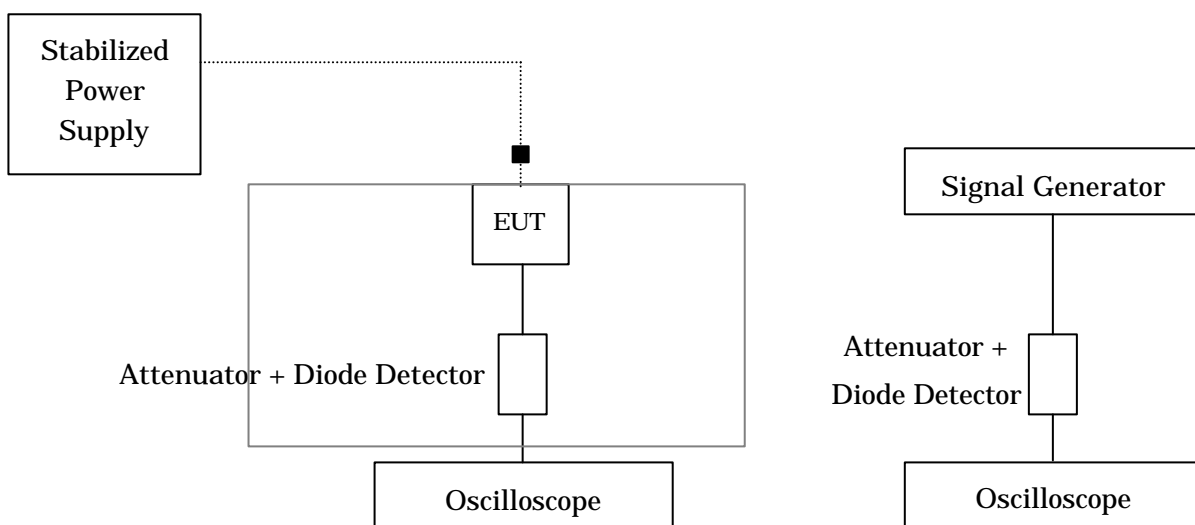 Stabilized
Power
Supply
EUT
Attenuator + Diode Detector
Oscilloscope
Signal Generator
Attenuator +
Diode Detector
Oscilloscope